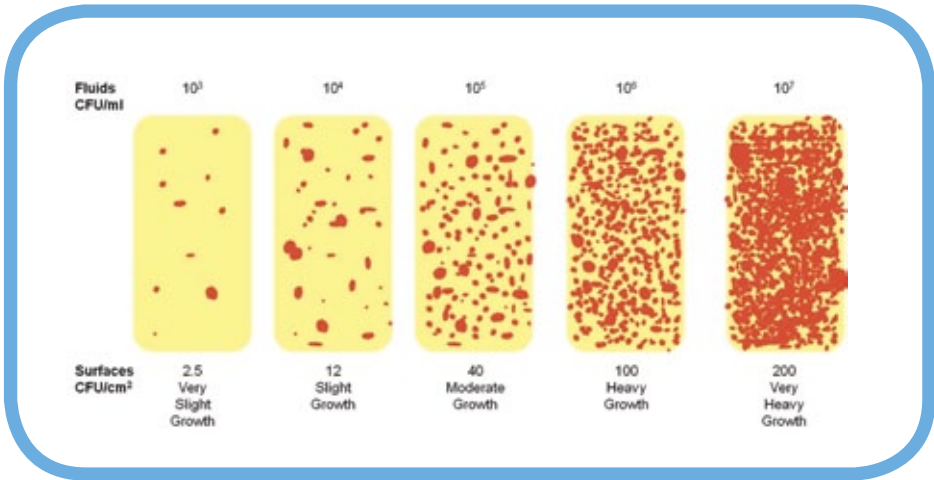 Fluids 10³ 10⁴ 10⁵ 10⁶ 10⁷
CFU/ml
Surfaces 2.5 12 40 100 200
CFU/cm² Very Slight Moderate Heavy Very
Slight Growth Growth Growth Heavy
Growth Growth